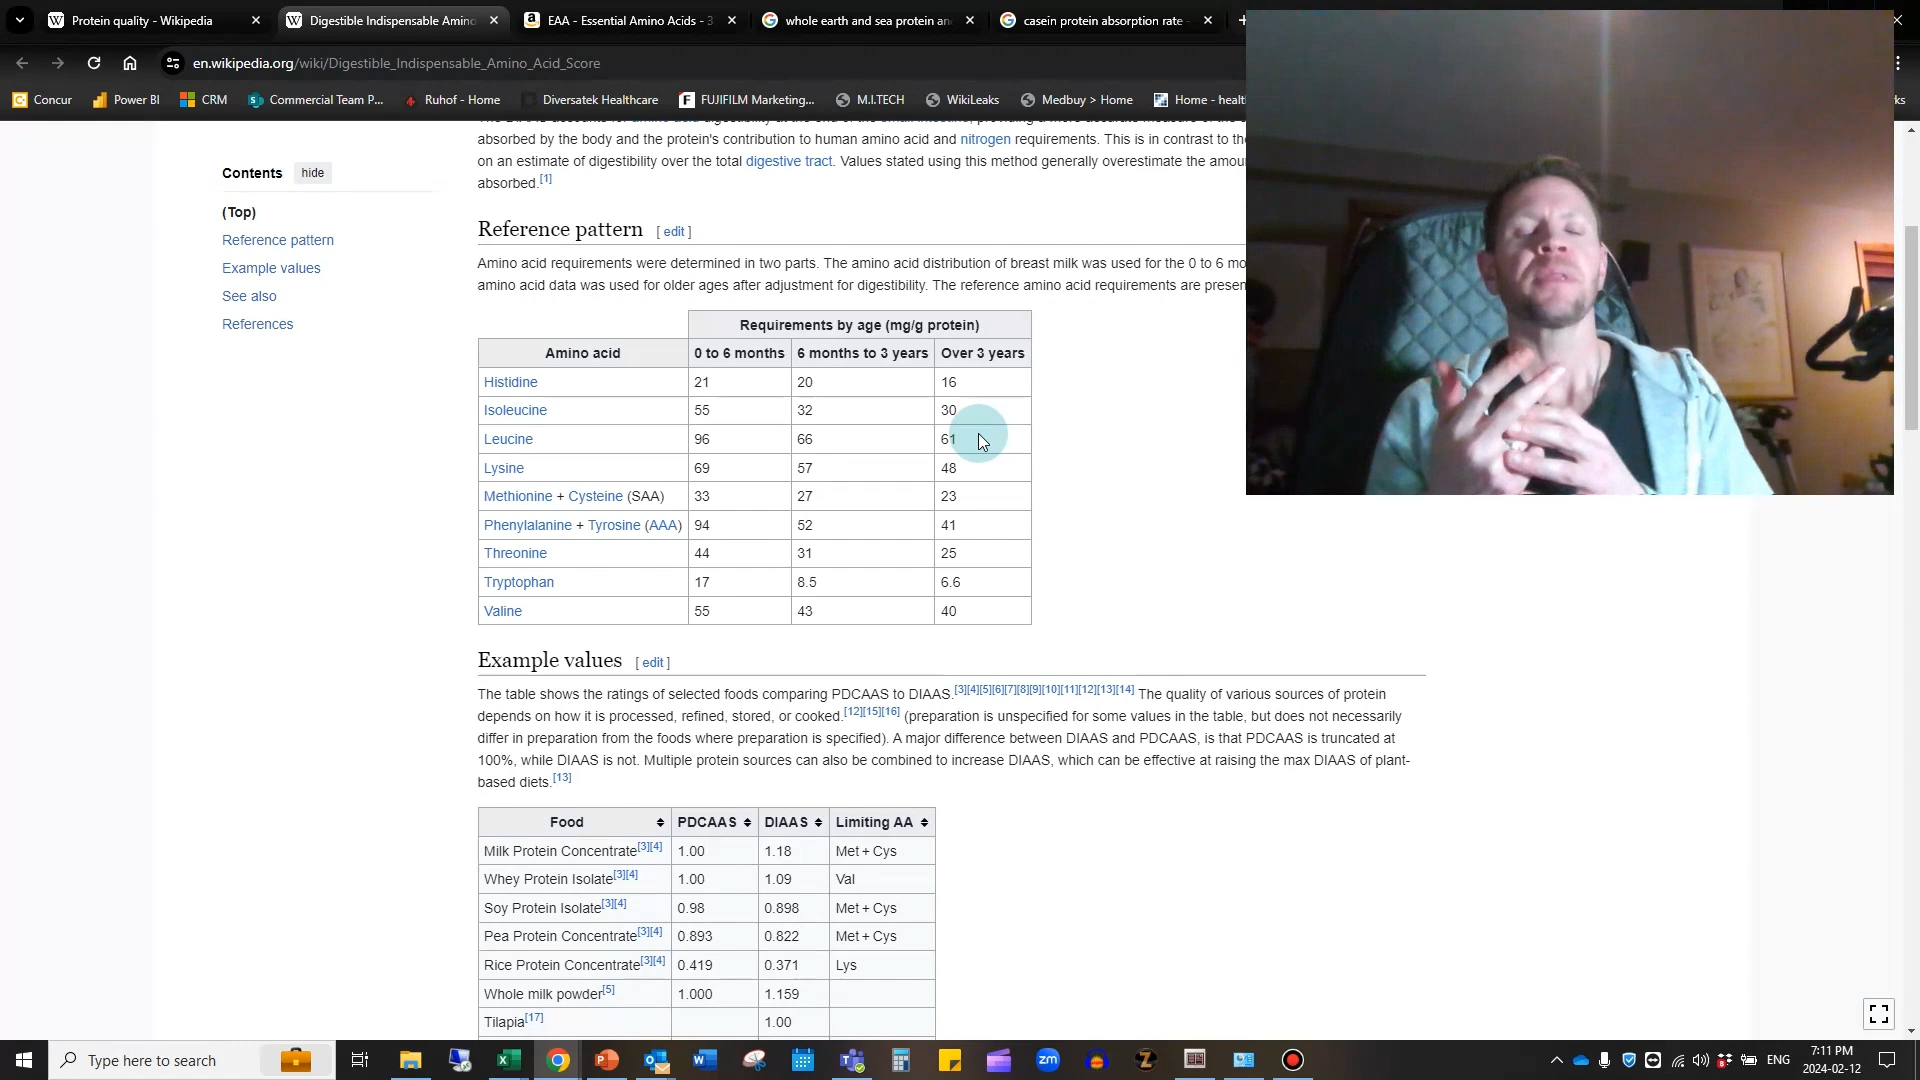 Protein quality - Wikipedia
Digestible Indispensable Amino
EAA - Essential Amino Acids - 3
whole earth and sea protein an
casein protein absorption rate -
en.wikipedia.org/wiki/Digestible_Indispensable_Amino_Acid_Score
Concur
Power BI
CRM
Commercial Team P...
Ruhof - Home
Diversatek Healthcare
FUJIFILM Marketing...
M.I.TECH
WikiLeaks
Medbuy > Home
Home - healt
ks
Contents
hide
(Top)
Reference pattern
Example values
See also
References
absorbed by the body and the protein's contribution to human amino acid and nitrogen requirements. This is in contrast to the
on an estimate of digestibility over the total digestive tract. Values stated using this method generally overestimate the amou
absorbed.[1]
Reference pattern [ edit ]
Amino acid requirements were determined in two parts. The amino acid distribution of breast milk was used for the 0 to 6 mo
amino acid data was used for older ages after adjustment for digestibility. The reference amino acid requirements are presen
Requirements by age (mg/g protein)
Amino acid 0 to 6 months 6 months to 3 years Over 3 years
Histidine 21 20 16
Isoleucine 55 32 30
Leucine 96 66 61
Lysine 69 57 48
Methionine + Cysteine (SAA) 33 27 23
Phenylalanine + Tyrosine (AAA) 94 52 41
Threonine 44 31 25
Tryptophan 17 8.5 6.6
Valine 55 43 40
Example values [ edit ]
The table shows the ratings of selected foods comparing PDCAAS to DIAAS.[3][4][5][6][7][8][9][10][11][12][13][14] The quality of various sources of protein
depends on how it is processed, refined, stored, or cooked.[12][15][16] (preparation is unspecified for some values in the table, but does not necessarily
differ in preparation from the foods where preparation is specified). A major difference between DIAAS and PDCAAS, is that PDCAAS is truncated at
100%, while DIAAS is not. Multiple protein sources can also be combined to increase DIAAS, which can be effective at raising the max DIAAS of plant-
based diets.[13]
Food PDCAAS DIAAS Limiting AA
Milk Protein Concentrate[3][4] 1.00 1.18 Met + Cys
Whey Protein Isolate[3][4] 1.00 1.09 Val
Soy Protein Isolate[3][4] 0.98 0.898 Met + Cys
Pea Protein Concentrate[3][4] 0.893 0.822 Met + Cys
Rice Protein Concentrate[3][4] 0.419 0.371 Lys
Whole milk powder[5] 1.000 1.159
Tilapia[17] 1.00
Type here to search
ENG
7:11 PM
2024-02-12